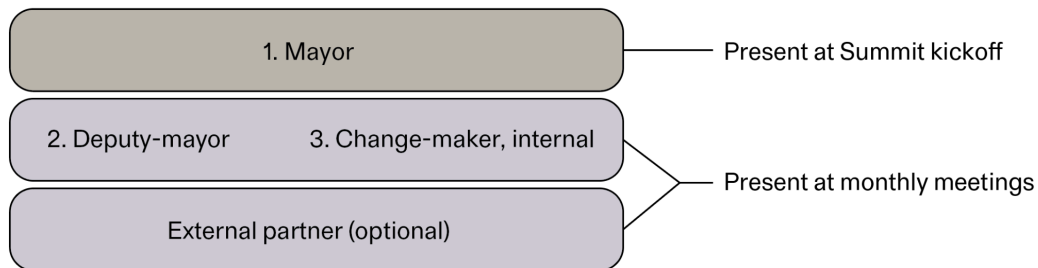 1. Mayor
Present at Summit kickoff
2. Deputy-mayor
3. Change-maker, internal
Present at monthly meetings
External partner (optional)